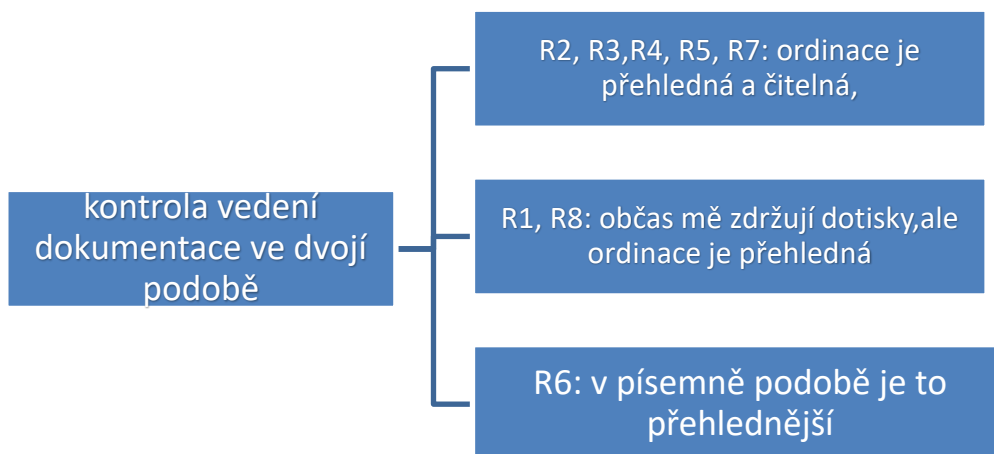 kontrola vedení
dokumentace ve dvojí
podobě
R2, R3,R4, R5, R7: ordinace je
přehledná a čitelná,
R1, R8: občas mě zdržují dotisky,ale
ordinace je přehledná
R6: v písemně podobě je to
přehlednější